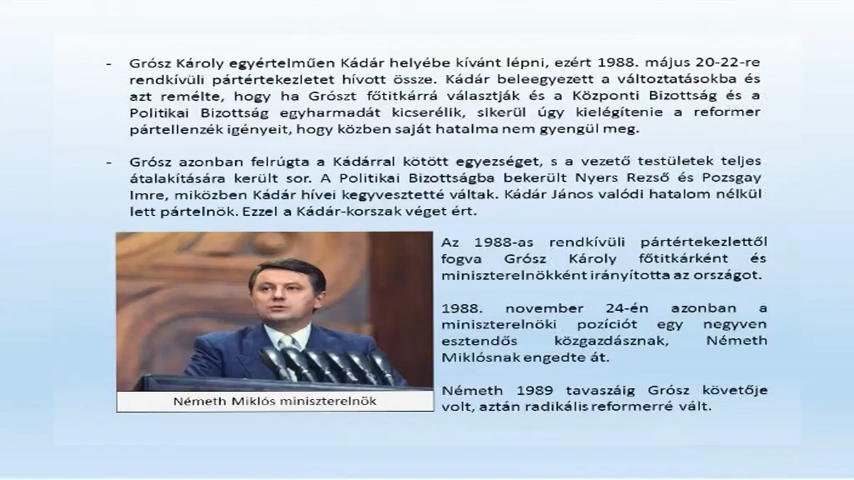 - Grósz Károly egyértelműen Kádár helyébe kívánt lépni, ezért 1988. május 20-22-re
rendkívüli pártértekezletet hívott össze. Kádár beleegyezett a változtatásokba és
azt remélte, hogy ha Grószt főtitkárrá választják és a Központi Bizottság és a
Politikai Bizottság egyharmadát kicserélik, sikerül úgy kielégítenie a reformer
pártellenzék igényeit, hogy közben saját hatalma nem gyengül meg.
- Grósz azonban felrúgta a Kádárral kötött egyezséget, s a vezető testületek teljes
átalakítására került sor. A Politikai Bizottságba bekerült Nyers Rezső és Pozsgay
Imre, miközben Kádár hívei kegyvesztetté váltak. Kádár János valódi hatalom nélkül
lett pártelnök. Ezzel a Kádár-korszak véget ért.
Az 1988-as rendkívüli pártértekezlettől
fogva Grósz Károly főtitkárként és
miniszterelnökként irányította az országot.
1988. november 24-én azonban a
miniszterelnöki pozíciót egy negyven
esztendős közgazdásznak, Németh
Miklósnak engedte át.
Németh 1989 tavaszáig Grósz követője
volt, aztán radikális reformerré vált.
Németh Miklós miniszterelnök